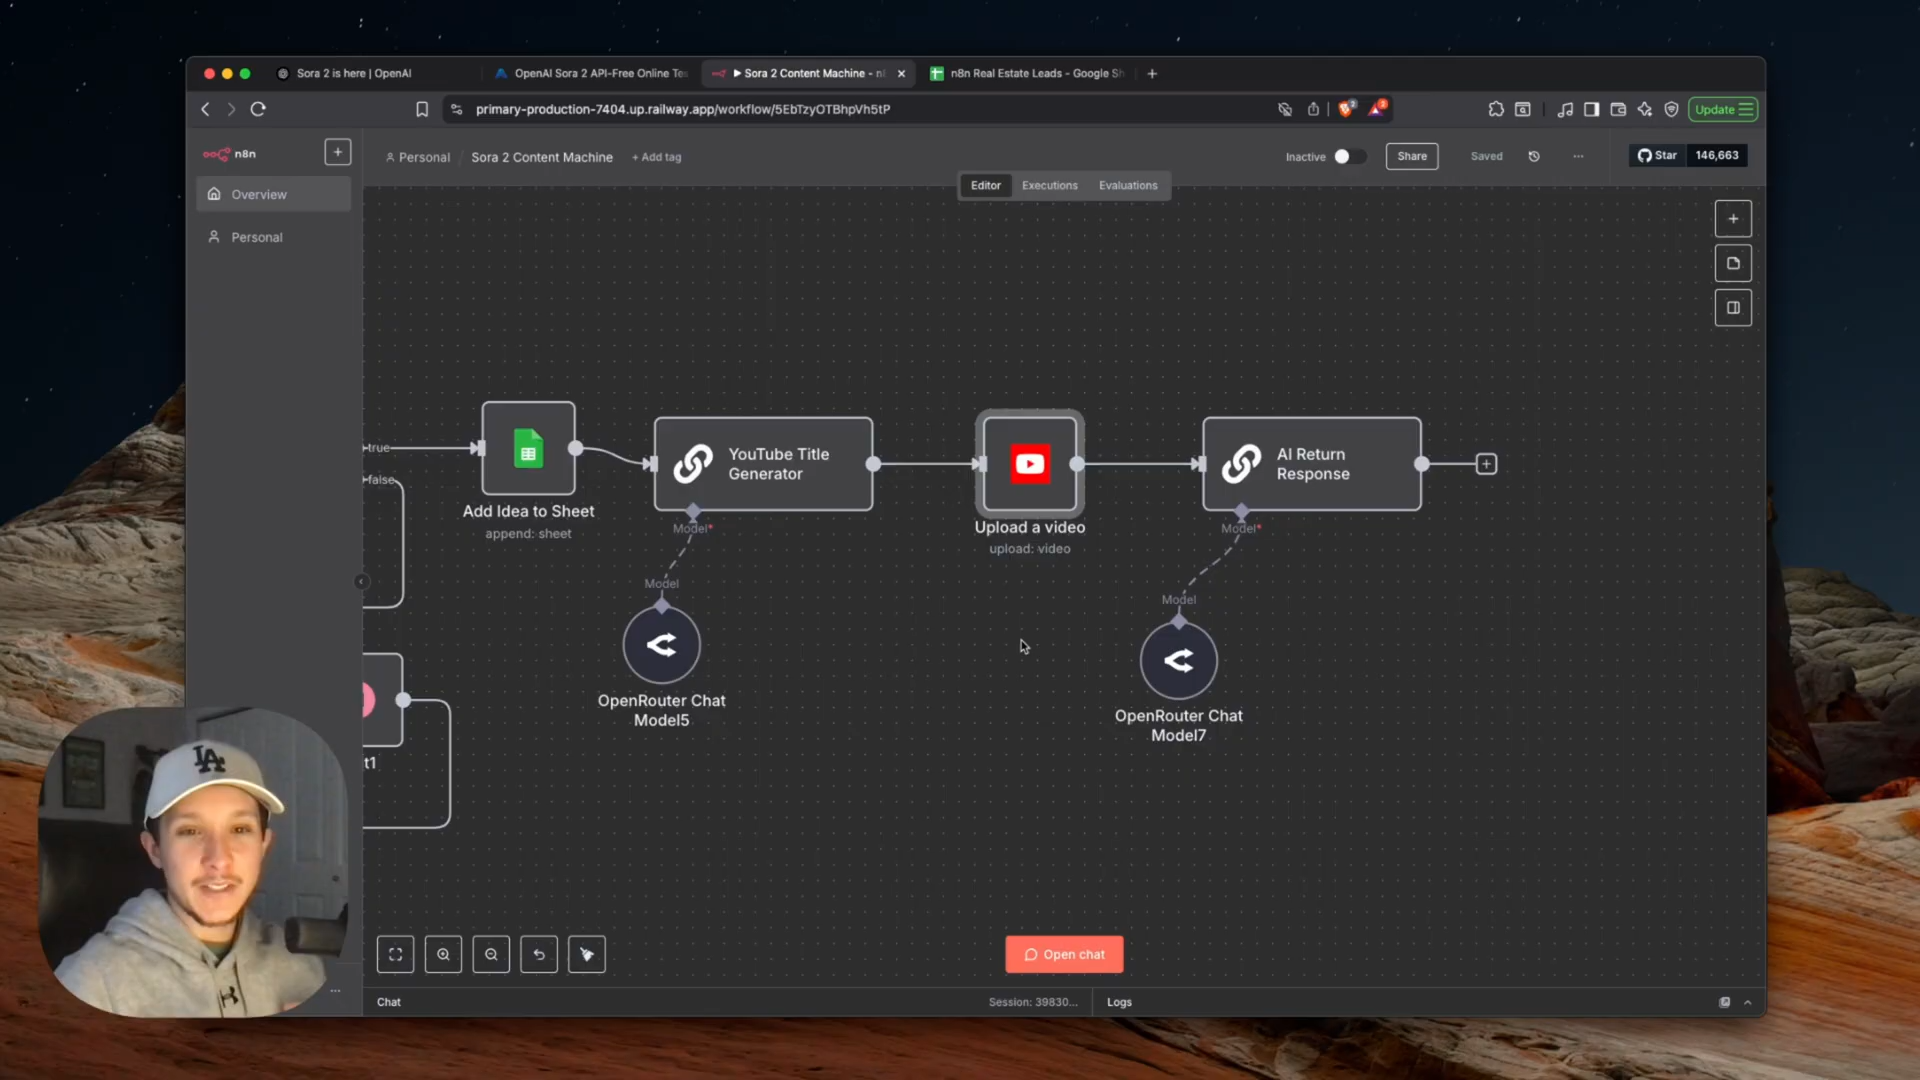 Sora 2 is here | OpenAI
OpenAI Sora 2 API-Free Online Tes
Sora 2 Content Machine - n
n8n Real Estate Leads - Google Sh
primary-production-7404.up.railway.app/workflow/5EbTzyOTBhpVh5tP
Update
n8n
Personal / Sora 2 Content Machine + Add tag
Inactive
Share
Saved
Star 146,663
Editor Executions Evaluations
Overview
Personal
true
false
Add Idea to Sheet
append: sheet
YouTube Title
Generator
Model*
Model
OpenRouter Chat
Model5
Upload a video
upload: video
AI Return
Response
Model*
Model
OpenRouter Chat
Model7
t1
LA
Open chat
Chat
Session: 39830...
Logs